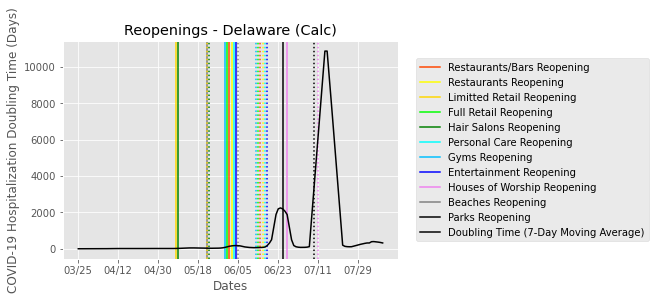 Reopenings - Delaware (Calc)
COVID-19 Hospitalization Doubling Time (Days)
10000
8000
6000
4000
2000
0
03/25 04/12 04/30 05/18 06/05 06/23 07/11 07/29
Dates
Restaurants/Bars Reopening
Restaurants Reopening
Limitted Retail Reopening
Full Retail Reopening
Hair Salons Reopening
Personal Care Reopening
Gyms Reopening
Entertainment Reopening
Houses of Worship Reopening
Beaches Reopening
Parks Reopening
Doubling Time (7-Day Moving Average)